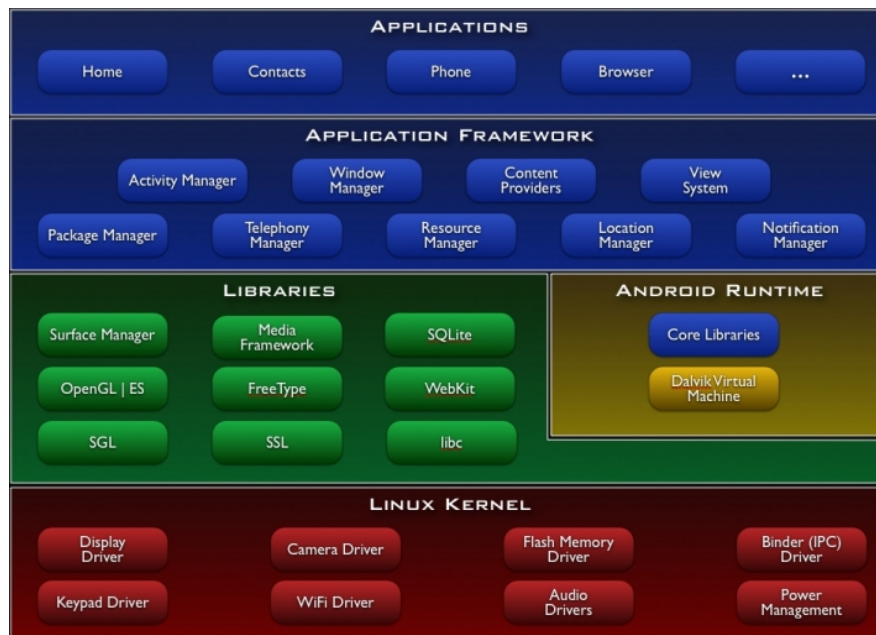 APPLICATIONS
Home
Contacts
Phone
Browser
...
APPLICATION FRAMEWORK
Activity Manager
Window
Manager
Content
Providers
View
System
Package Manager
Telephony
Manager
Resource
Manager
Location
Manager
Notification
Manager
LIBRARIES
Surface Manager
Media
Framework
SQLite
OpenGL | ES
FreeType
WebKit
SGL
SSL
libc
ANDROID RUNTIME
Core Libraries
Dalvik Virtual
Machine
LINUX KERNEL
Display
Driver
Camera Driver
Flash Memory
Driver
Binder (IPC)
Driver
Keypad Driver
WiFi Driver
Audio
Drivers
Power
Management